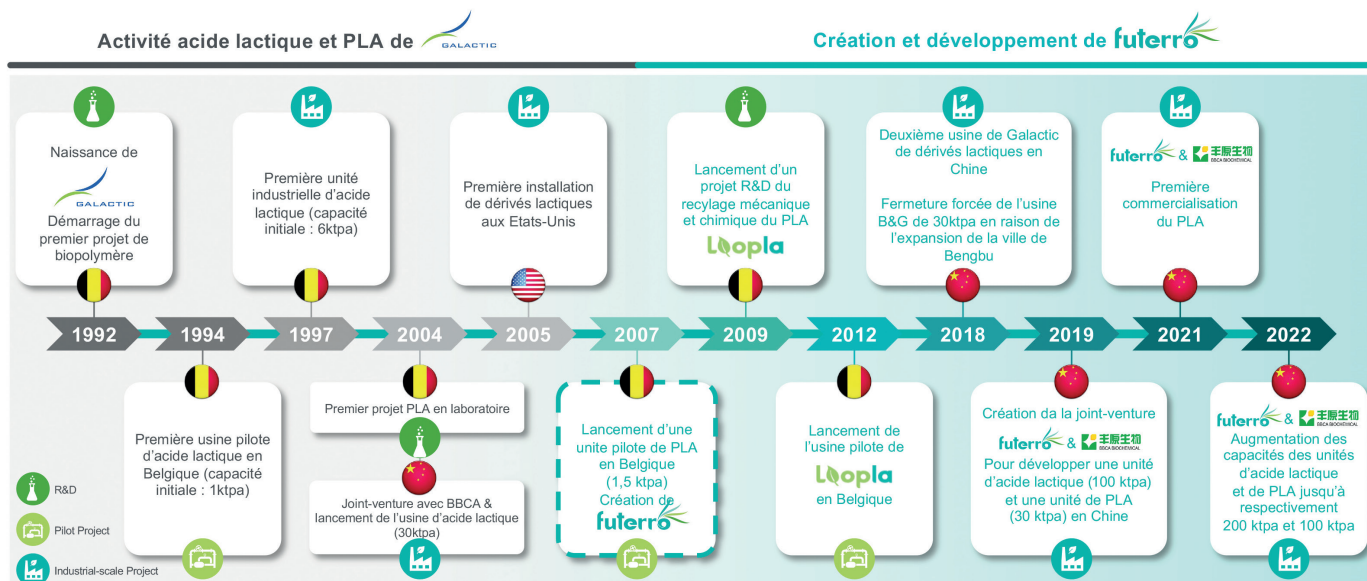 Activité acide lactique et PLA de GALACTIC
Création et développement de futerro
Naissance de
GALACTIC
Démarrage du
premier projet de
biopolymère
Première unité
industrielle d'acide
lactique (capacité
initiale : 6ktpa)
Première installation
de dérivés lactiques
aux Etats-Unis
Lancement d'un
projet R&D du
recylage mécanique
et chimique du PLA
Loopla
Deuxième usine de Galactic
de dérivés lactiques en
Chine
Fermeture forcée de l'usine
B&G de 30ktpa en raison de
l'expansion de la ville de
Bengbu
futerro & 丰原生物
BBCA BIOCHEMICAL
Première
commercialisation
du PLA
1992
1994
1997
2004
2005
2007
2009
2012
2018
2019
2021
2022
Première usine pilote
d'acide lactique en
Belgique (capacité
initiale : 1ktpa)
Premier projet PLA en laboratoire
Joint-venture avec BBCA &
lancement de l'usine d'acide lactique
(30ktpa)
Lancement d'une
unite pilote de PLA
en Belgique
(1,5 ktpa)
Création de
futerro
Lancement de
l'usine pilote de
Loopla
en Belgique
Création da la joint-venture
futerro & 丰原生物
BBCA BIOCHEMICAL
Pour développer une unité
d'acide lactique (100 ktpa)
et une unité de PLA
(30 ktpa) en Chine
futerro & 丰原生物
BBCA BIOCHEMICAL
Augmentation des
capacités des unités
d'acide lactique
et de PLA jusqu'à
respectivement
200 ktpa et 100 ktpa
R&D
Pilot Project
Industrial-scale Project